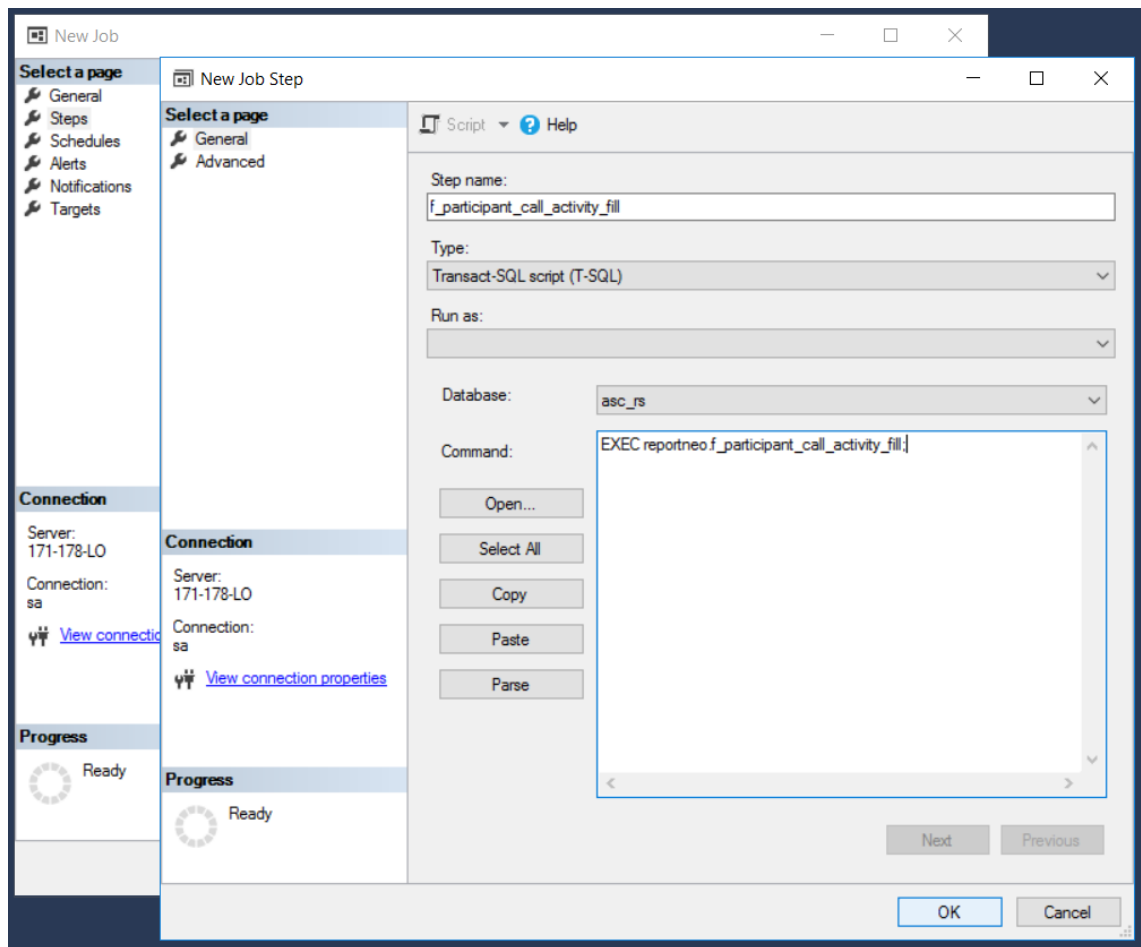 New Job
Select a page
General
Steps
Schedules
Alerts
Notifications
Targets
Connection
Server:
171-178-LO
Connection:
sa
View connectio
Progress
Ready
New Job Step
Select a page
General
Advanced
Connection
Server:
171-178-LO
Connection:
sa
View connection properties
Progress
Ready
Script
Help
Step name:
f_participant_call_activity_fill
Type:
Transact-SQL script (T-SQL)
Run as:
Database:
asc_rs
Command:
EXEC reportneo.f_participant_call_activity_fill;
Open...
Select All
Copy
Paste
Parse
Next
Previous
OK
Cancel